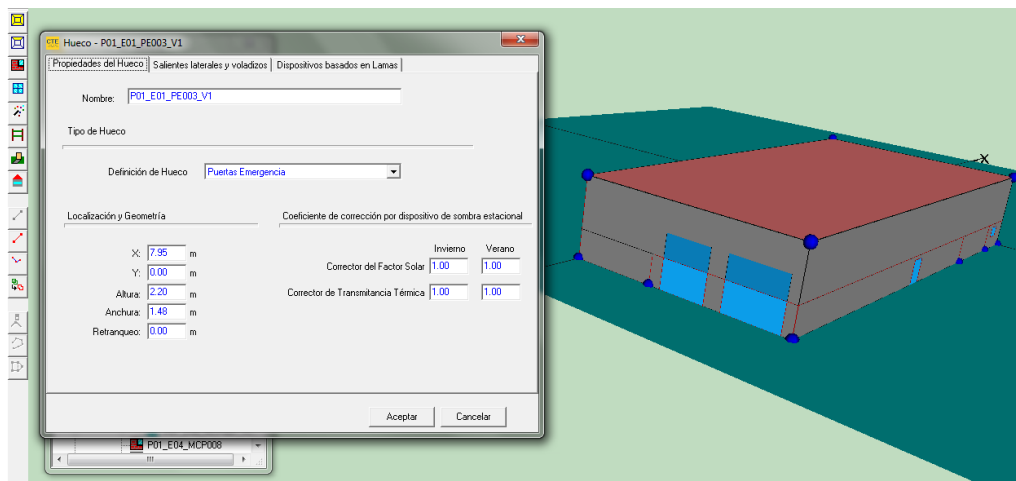 CTE Hueco - P01_E01_PE003_V1
Propiedades del Hueco Salientes laterales y voladizos Dispositivos basados en Lamas
Nombre: P01_E01_PE003_V1
Tipo de Hueco
Definición de Hueco Puertas Emergencia
Localización y Geometría Coeficiente de corrección por dispositivo de sombra estacional
Invierno Verano
X: 7.95 m
Corrector del Factor Solar 1.00 1.00
Y: 0.00 m
Altura: 2.20 m
Corrector de Transmitancia Térmica 1.00 1.00
Anchura: 1.48 m
Retranqueo: 0.00 m
Aceptar Cancelar
P01_E04_MCP008
X